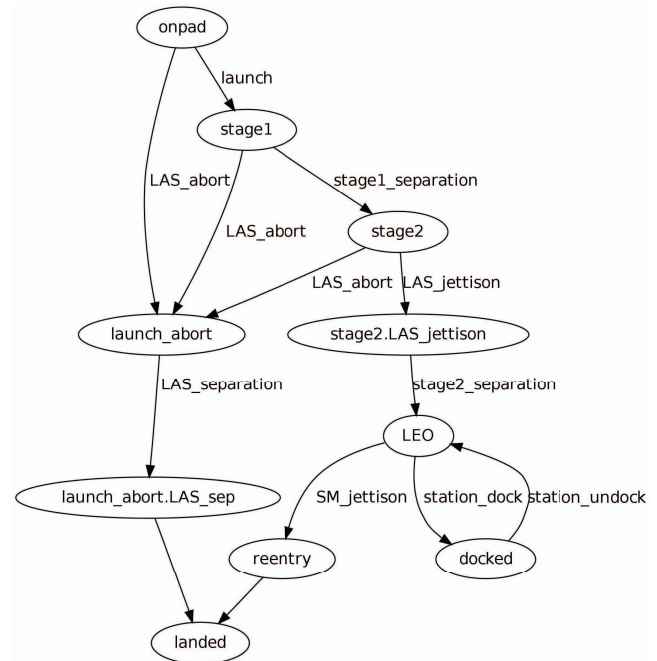 onpad
launch
stage1
LAS_abort
stage1_separation
LAS_abort
stage2
LAS_abort
LAS_jettison
launch_abort
stage2.LAS_jettison
LAS_separation
stage2_separation
LEO
launch_abort.LAS_sep
SM_jettison
station_dock
station_undock
reentry
docked
landed